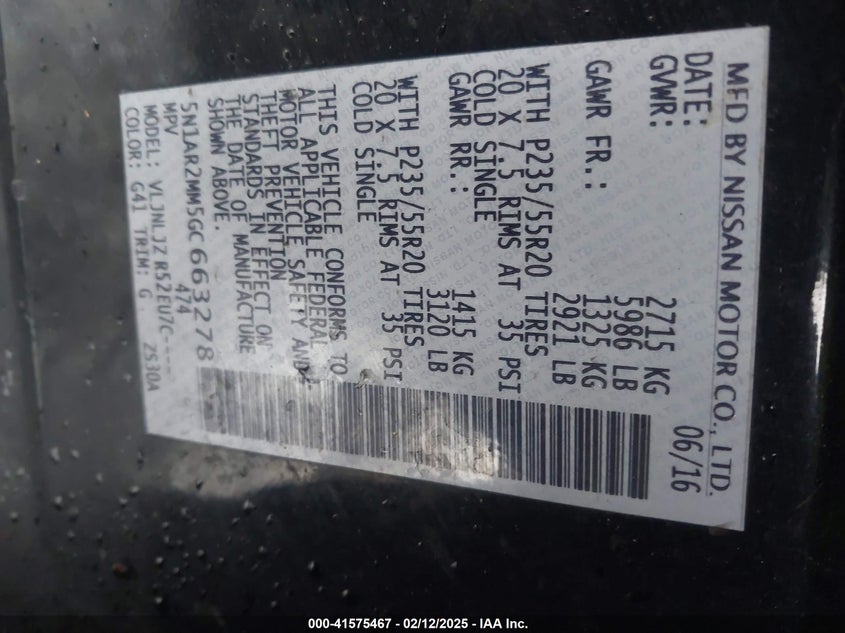 MFD BY NISSAN MOTOR CO., LTD.
DATE: 06/16
GVWR: 2715 KG
5986 LB
GAWR FR.: 1325 KG
2921 LB
WITH P235/55R20 TIRES
20 X 7.5 RIMS AT 35 PSI
COLD SINGLE
GAWR RR.: 1415 KG
3120 LB
WITH P235/55R20 TIRES
20 X 7.5 RIMS AT 35 PSI
COLD SINGLE
THIS VEHICLE CONFORMS TO
ALL APPLICABLE FEDERAL
MOTOR VEHICLE SAFETY AND
THEFT PREVENTION
STANDARDS IN EFFECT ON
THE DATE OF MANUFACTURE
SHOWN ABOVE.
*5N1AR2MM5GC663278
MPV 474
MODEL: VLJNLJZ R52EU7C----
COLOR: G41 TRIM: G ZS30A
000-41575467 - 02/12/2025 - IAA Inc.